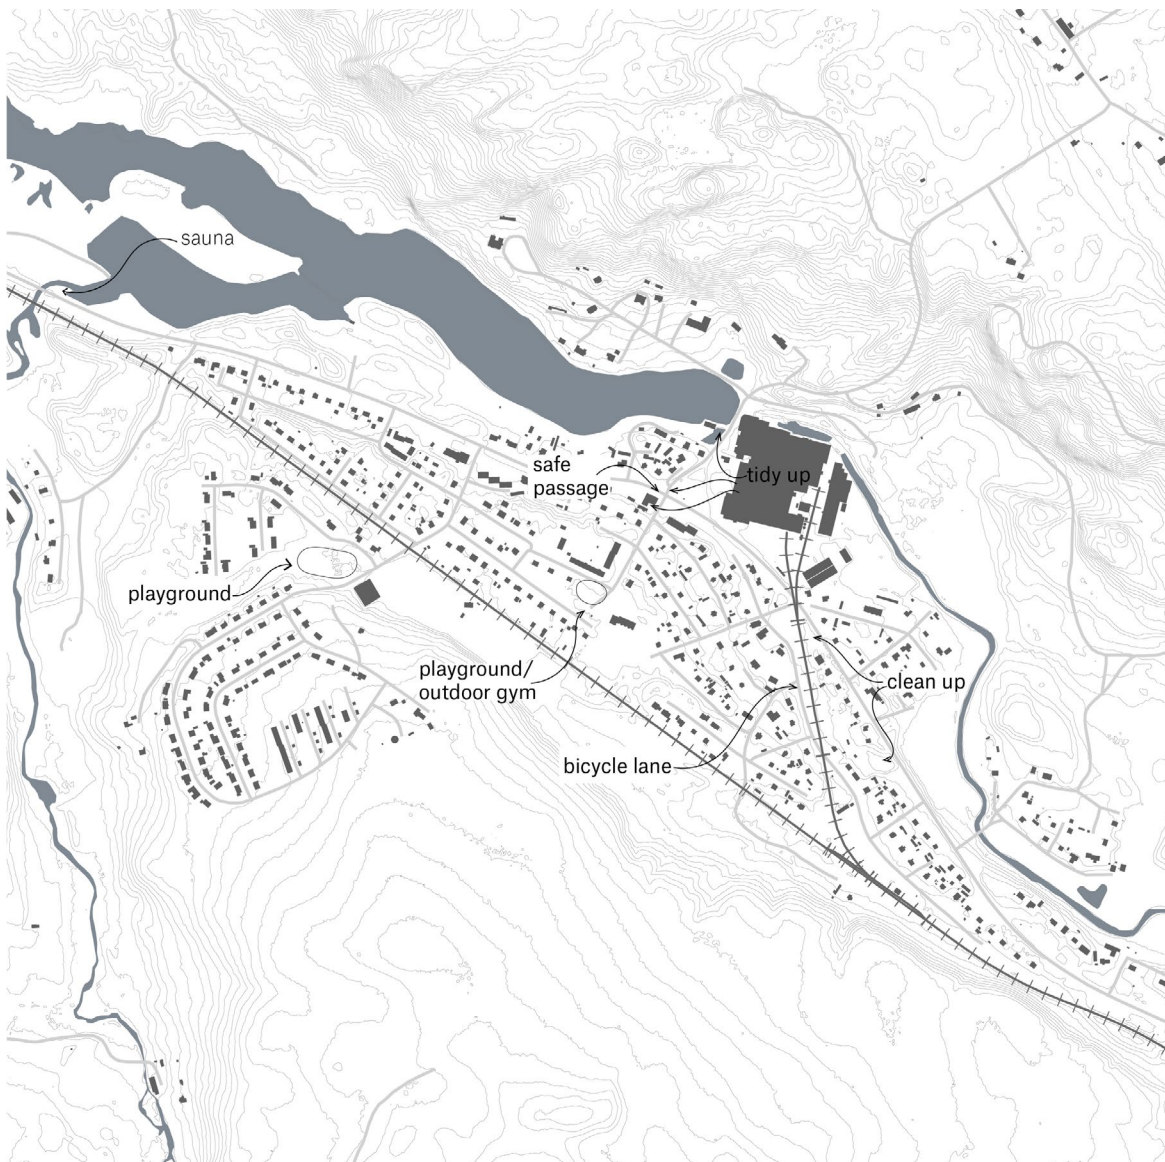 sauna
safe
passage
tidy up
playground
playground/
outdoor gym
clean up
bicycle lane